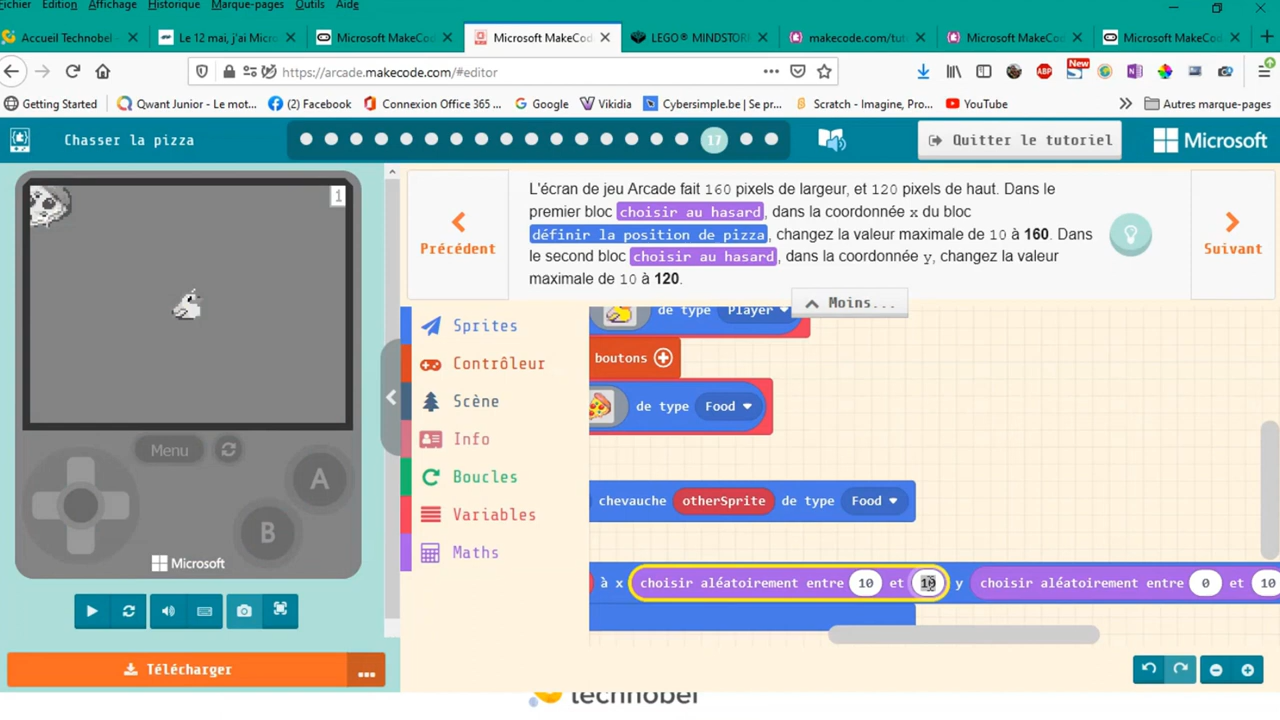 Fichier Edition Affichage Historique Marque-pages Outils Aide
Accueil Technobel -
Le 12 mai, j'ai Micro
Microsoft MakeCo
Microsoft MakeCod
LEGO® MINDSTOR
makecode.com/tut
Microsoft MakeCod
Microsoft MakeCo
https://arcade.makecode.com/#editor
New
ABP
Getting Started
Qwant Junior - Le mot...
(2) Facebook
Connexion Office 365 ...
Google
Vikidia
Cybersimple.be | Se pr...
Scratch - Imagine, Pro...
YouTube
Autres marque-pages
Chasser la pizza
17
Quitter le tutoriel
Microsoft
1
Menu
A
B
Microsoft
Télécharger
...
Précédent
L'écran de jeu Arcade fait 160 pixels de largeur, et 120 pixels de haut. Dans le
premier bloc choisir au hasard, dans la coordonnée x du bloc
définir la position de pizza, changez la valeur maximale de 10 à 160. Dans
le second bloc choisir au hasard, dans la coordonnée y, changez la valeur
maximale de 10 à 120.
Suivant
Moins...
Sprites
Contrôleur
Scène
Info
Boucles
Variables
Maths
de type Player
boutons
de type Food
chevauche otherSprite de type Food
à x choisir aléatoirement entre 10 et 10 y choisir aléatoirement entre 0 et 10
technobel